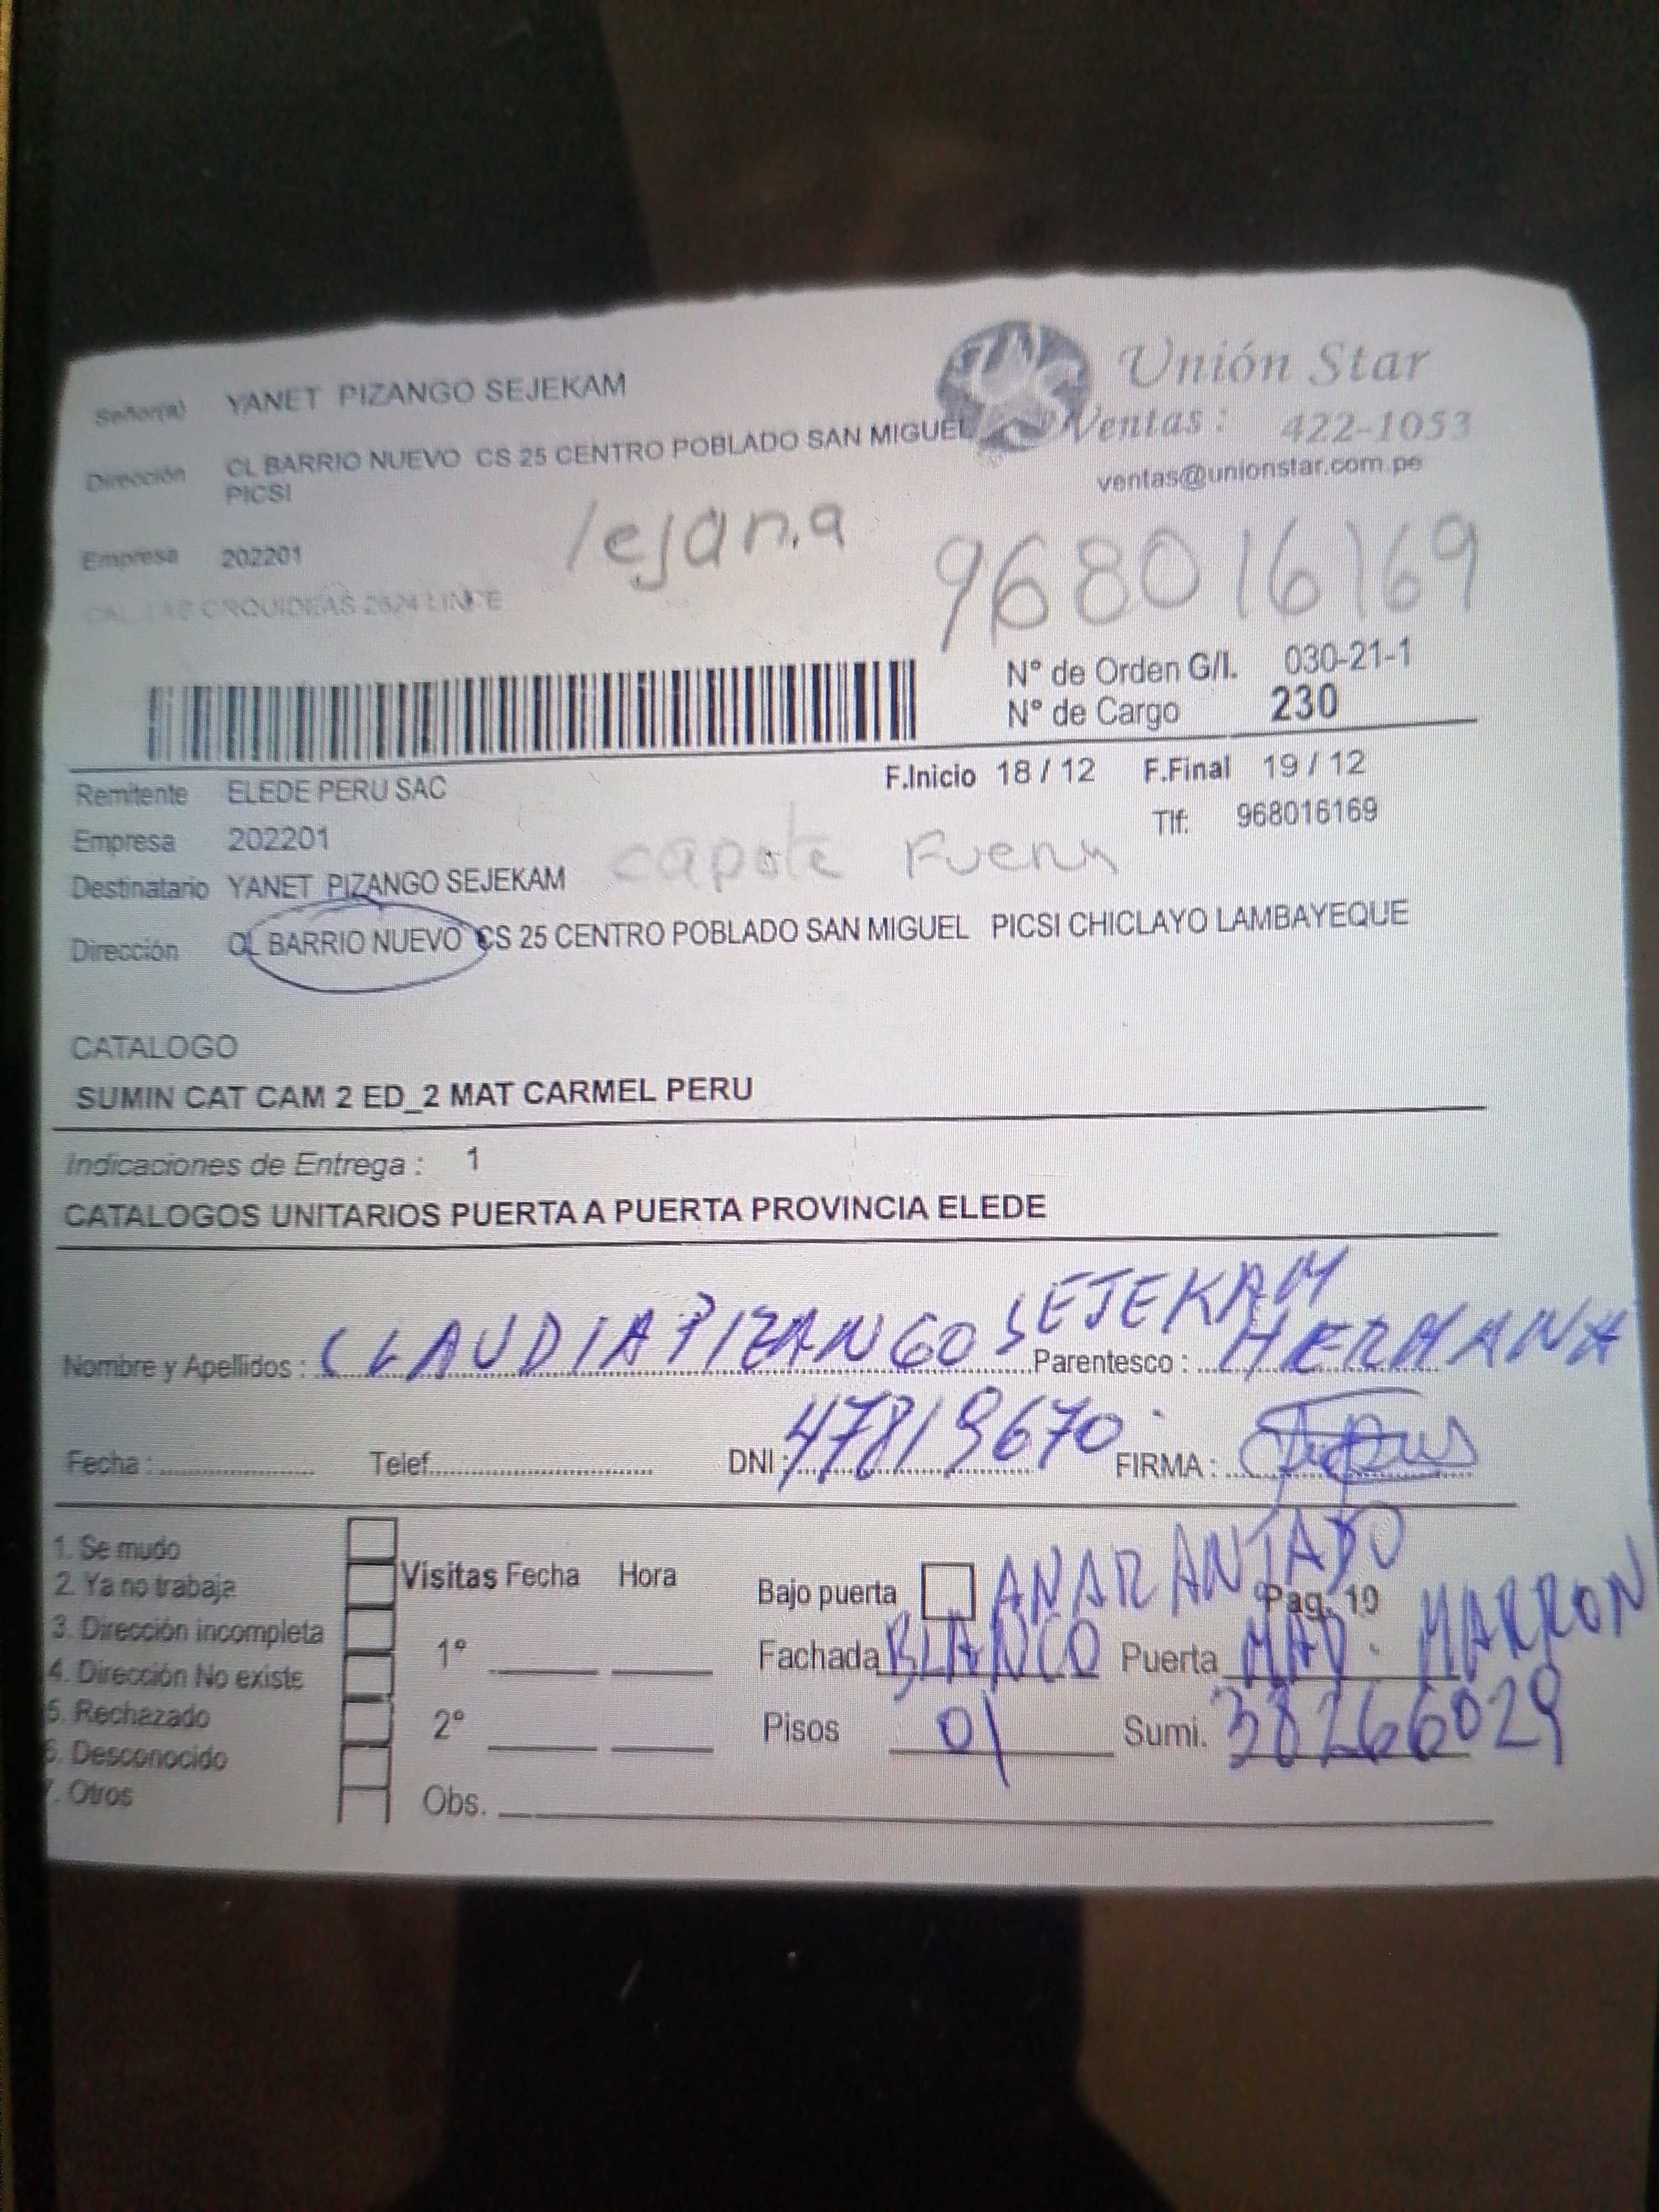 Señor(a) YANET PIZANGO SEJEKAM
Unión Star
Dirección CL BARRIO NUEVO CS 25 CENTRO POBLADO SAN MIGUEL
PICSI
Ventas: 422-1053
ventas@unionstar.com.pe
Empresa 202201
lejana
968016169
ORQUIDEAS LINCE
N° de Orden G/I. 030-21-1
N° de Cargo 230
F.Inicio 18 / 12 F.Final 19 / 12
Remitente ELEDE PERU SAC
Tlf: 968016169
Empresa 202201
capote
Destinatario YANET PIZANGO SEJEKAM
Dirección CL BARRIO NUEVO CS 25 CENTRO POBLADO SAN MIGUEL PICSI CHICLAYO LAMBAYEQUE
CATALOGO
SUMIN CAT CAM 2 ED_2 MAT CARMEL PERU
Indicaciones de Entrega : 1
CATALOGOS UNITARIOS PUERTA A PUERTA PROVINCIA ELEDE
Nombre y Apellidos : CLAUDIA PIZANGO SEJEKAM Parentesco : HERMANA
Fecha : Telef. DNI : 47819670 FIRMA :
1. Se mudo
2. Ya no trabaja
3. Dirección incompleta
4. Dirección No existe
5. Rechazado
6. Desconocido
7. Otros
Visitas Fecha Hora
1°
2°
Obs.
Bajo puerta ANARANJADO
Pag. 10
Fachada BLANCO Puerta MAD. MARRON
Pisos 01 Sumi. 38266029